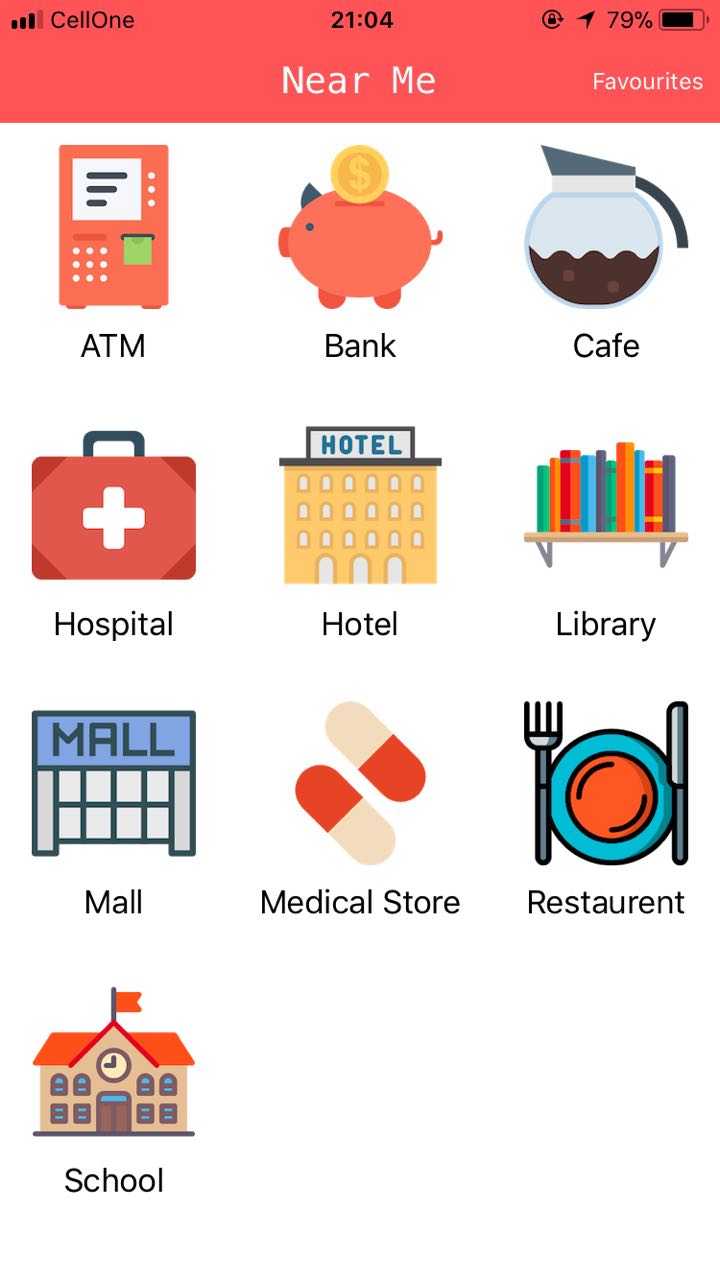 CellOne 21:04 79%
Near Me Favourites
$
ATM Bank Cafe
HOTEL
Hospital Hotel Library
MALL
Mall Medical Store Restaurent
School